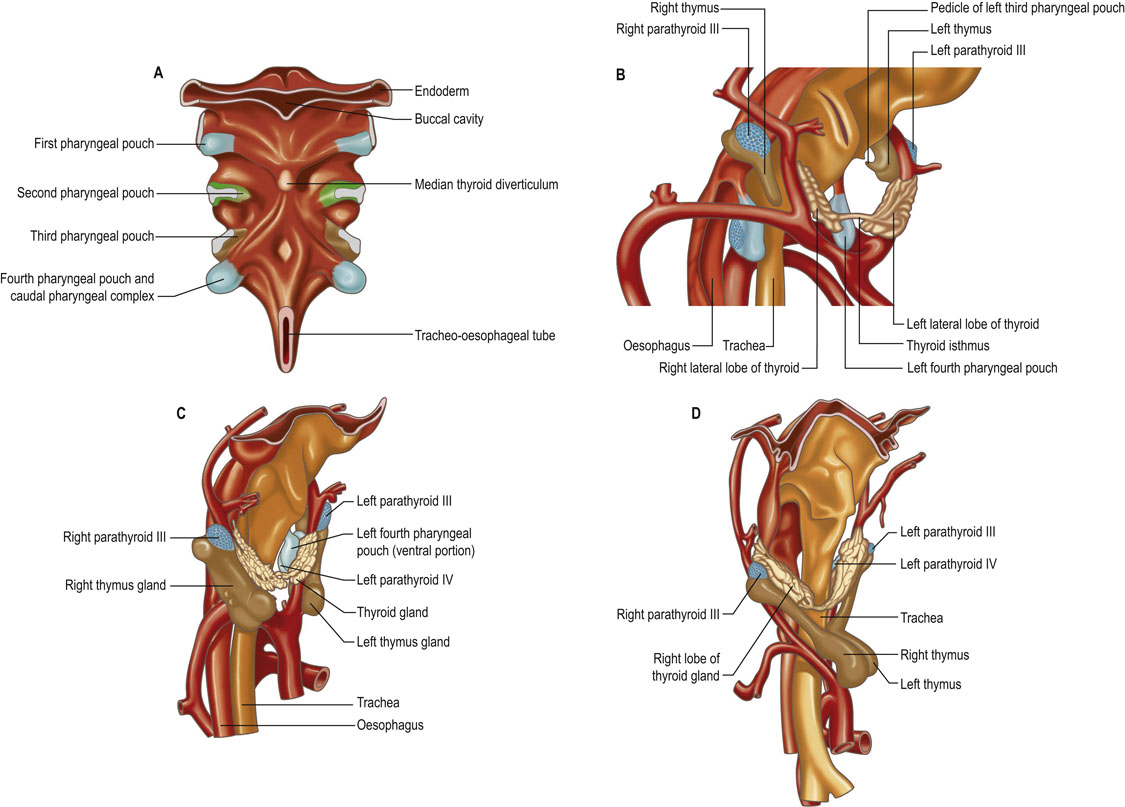 A
Endoderm
Buccal cavity
First pharyngeal pouch
Median thyroid diverticulum
Second pharyngeal pouch
Third pharyngeal pouch
Fourth pharyngeal pouch and
caudal pharyngeal complex
Tracheo-oesophageal tube
B
Right thymus
Right parathyroid III
Pedicle of left third pharyngeal pouch
Left thymus
Left parathyroid III
Oesophagus
Trachea
Right lateral lobe of thyroid
Left lateral lobe of thyroid
Thyroid isthmus
Left fourth pharyngeal pouch
C
Right parathyroid III
Right thymus gland
Left parathyroid III
Left fourth pharyngeal
pouch (ventral portion)
Left parathyroid IV
Thyroid gland
Left thymus gland
Trachea
Oesophagus
D
Left parathyroid III
Left parathyroid IV
Right parathyroid III
Trachea
Right lobe of
thyroid gland
Right thymus
Left thymus